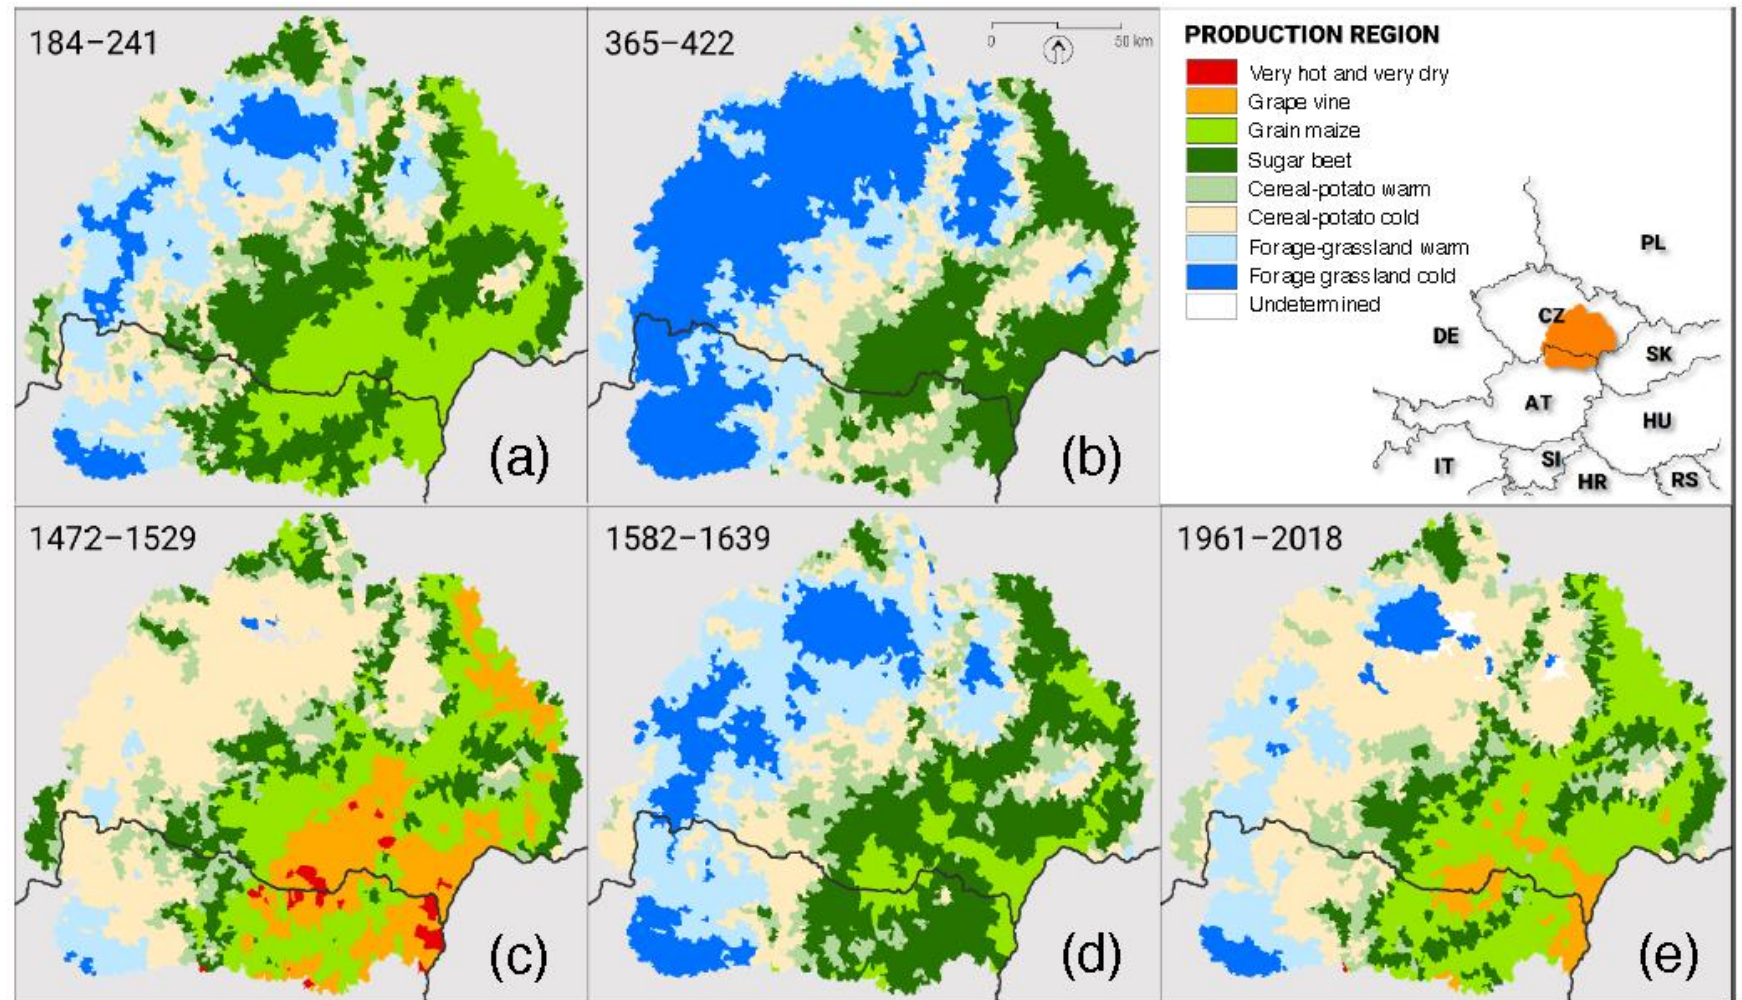 184–241
(a)
365–422
0 50 km
(b)
PRODUCTION REGION
Very hot and very dry
Grape vine
Grain maize
Sugar beet
Cereal-potato warm
Cereal-potato cold
Forage-grassland warm
Forage grassland cold
Undetermined
PL
CZ
DE
SK
AT
HU
IT
SI
HR
RS
1472–1529
(c)
1582–1639
(d)
1961–2018
(e)